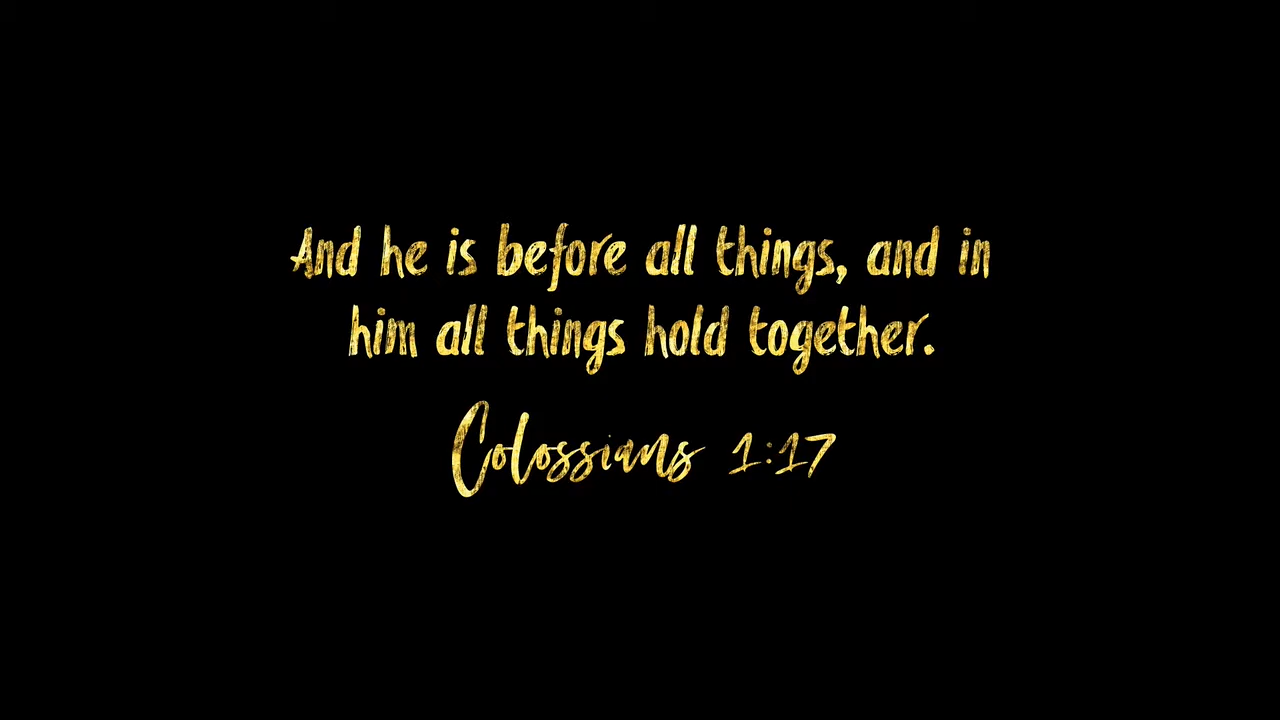 And he is before all things, and in
him all things hold together.
Colossians 1:17